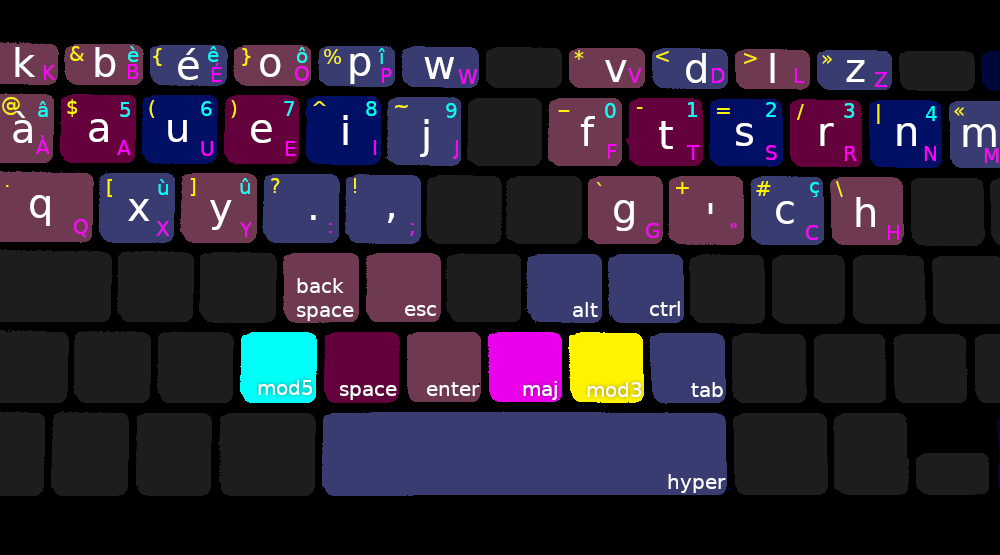 k K & b è B { é ê É } o ô O % p î P w W * v V < d D > l L » z Z
@ à â À $ a 5 A ( u 6 U ) e 7 E ^ i 8 I ~ j 9 J _ f 0 F - t 1 T = s 2 S / r 3 R | n 4 N « m M
. q Q [ x ù X ] y û Y ? . : ! , ; ` g G + ' " # c ç C \ h H
back
space esc alt ctrl
mod5 space enter maj mod3 tab
hyper